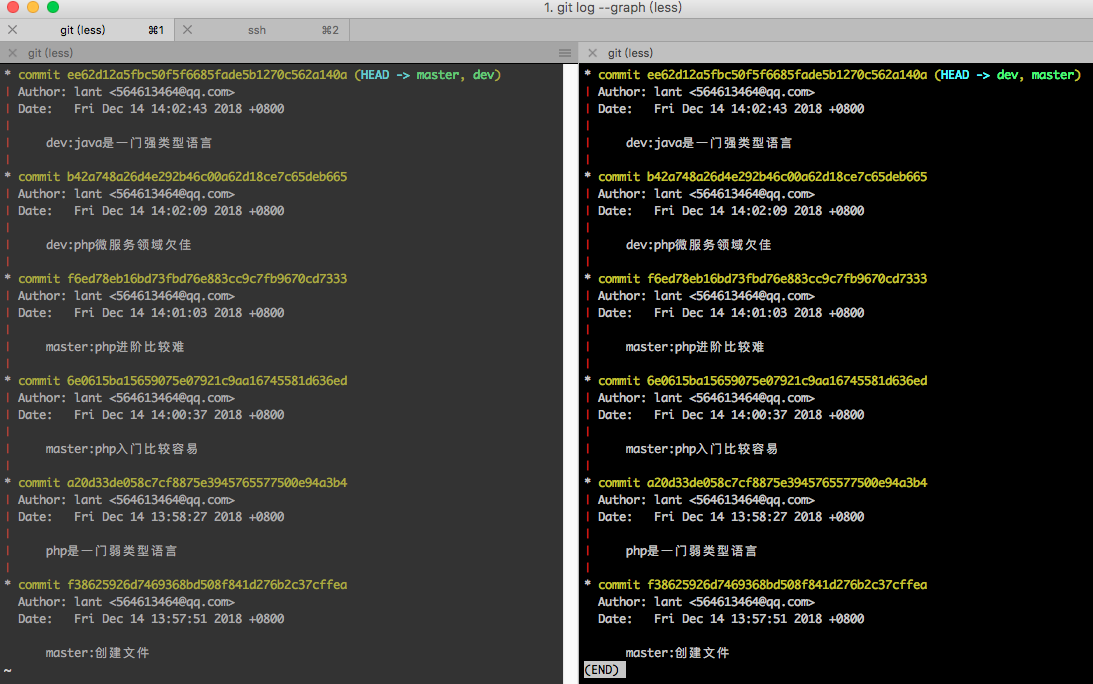 1. git log --graph (less)
git (less) ⌘1
ssh ⌘2
git (less)
* commit ee62d12a5fbc50f5f6685fade5b1270c562a140a (HEAD -> master, dev)
| Author: lant <564613464@qq.com>
| Date:   Fri Dec 14 14:02:43 2018 +0800
|
|     dev:java是一门强类型语言
|
* commit b42a748a26d4e292b46c00a62d18ce7c65deb665
| Author: lant <564613464@qq.com>
| Date:   Fri Dec 14 14:02:09 2018 +0800
|
|     dev:php微服务领域欠佳
|
* commit f6ed78eb16bd73fbd76e883cc9c7fb9670cd7333
| Author: lant <564613464@qq.com>
| Date:   Fri Dec 14 14:01:03 2018 +0800
|
|     master:php进阶比较难
|
* commit 6e0615ba15659075e07921c9aa16745581d636ed
| Author: lant <564613464@qq.com>
| Date:   Fri Dec 14 14:00:37 2018 +0800
|
|     master:php入门比较容易
|
* commit a20d33de058c7cf8875e3945765577500e94a3b4
| Author: lant <564613464@qq.com>
| Date:   Fri Dec 14 13:58:27 2018 +0800
|
|     php是一门弱类型语言
|
* commit f38625926d7469368bd508f841d276b2c37cffea
  Author: lant <564613464@qq.com>
  Date:   Fri Dec 14 13:57:51 2018 +0800

      master:创建文件
~
git (less)
* commit ee62d12a5fbc50f5f6685fade5b1270c562a140a (HEAD -> dev, master)
| Author: lant <564613464@qq.com>
| Date:   Fri Dec 14 14:02:43 2018 +0800
|
|     dev:java是一门强类型语言
|
* commit b42a748a26d4e292b46c00a62d18ce7c65deb665
| Author: lant <564613464@qq.com>
| Date:   Fri Dec 14 14:02:09 2018 +0800
|
|     dev:php微服务领域欠佳
|
* commit f6ed78eb16bd73fbd76e883cc9c7fb9670cd7333
| Author: lant <564613464@qq.com>
| Date:   Fri Dec 14 14:01:03 2018 +0800
|
|     master:php进阶比较难
|
* commit 6e0615ba15659075e07921c9aa16745581d636ed
| Author: lant <564613464@qq.com>
| Date:   Fri Dec 14 14:00:37 2018 +0800
|
|     master:php入门比较容易
|
* commit a20d33de058c7cf8875e3945765577500e94a3b4
| Author: lant <564613464@qq.com>
| Date:   Fri Dec 14 13:58:27 2018 +0800
|
|     php是一门弱类型语言
|
* commit f38625926d7469368bd508f841d276b2c37cffea
  Author: lant <564613464@qq.com>
  Date:   Fri Dec 14 13:57:51 2018 +0800

      master:创建文件
(END)